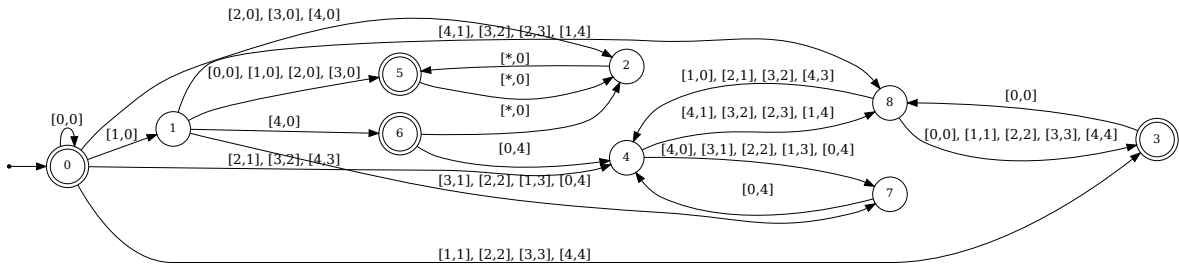 [2,0], [3,0], [4,0]
[4,1], [3,2], [2,3], [1,4]
[*,0]
2
[0,0], [1,0], [2,0], [3,0]
5
[*,0]
[1,0], [2,1], [3,2], [4,3]
[0,0]
8
[*,0]
[4,1], [3,2], [2,3], [1,4]
[0,0]
[1,0]
1
[4,0]
6
[0,0], [1,1], [2,2], [3,3], [4,4]
3
[0,4]
[4,0], [3,1], [2,2], [1,3], [0,4]
4
0
[2,1], [3,2], [4,3]
[3,1], [2,2], [1,3], [0,4]
[0,4]
7
[1,1], [2,2], [3,3], [4,4]